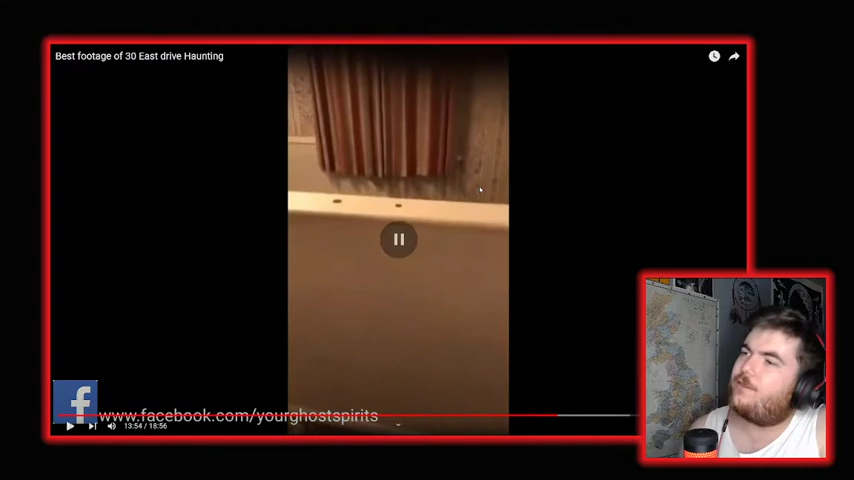 Best footage of 30 East drive Haunting
www.facebook.com/yourghostspirits
13:54 / 18:56